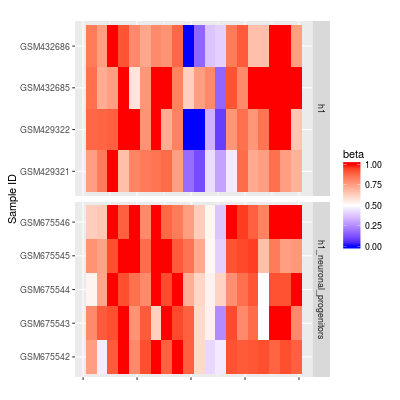 GSM432686
GSM432685
GSM429322
GSM429321
h1
GSM675546
GSM675545
GSM675544
GSM675543
GSM675542
h1_neuronal_progenitors
Sample ID
beta
1.00
0.75
0.50
0.25
0.00